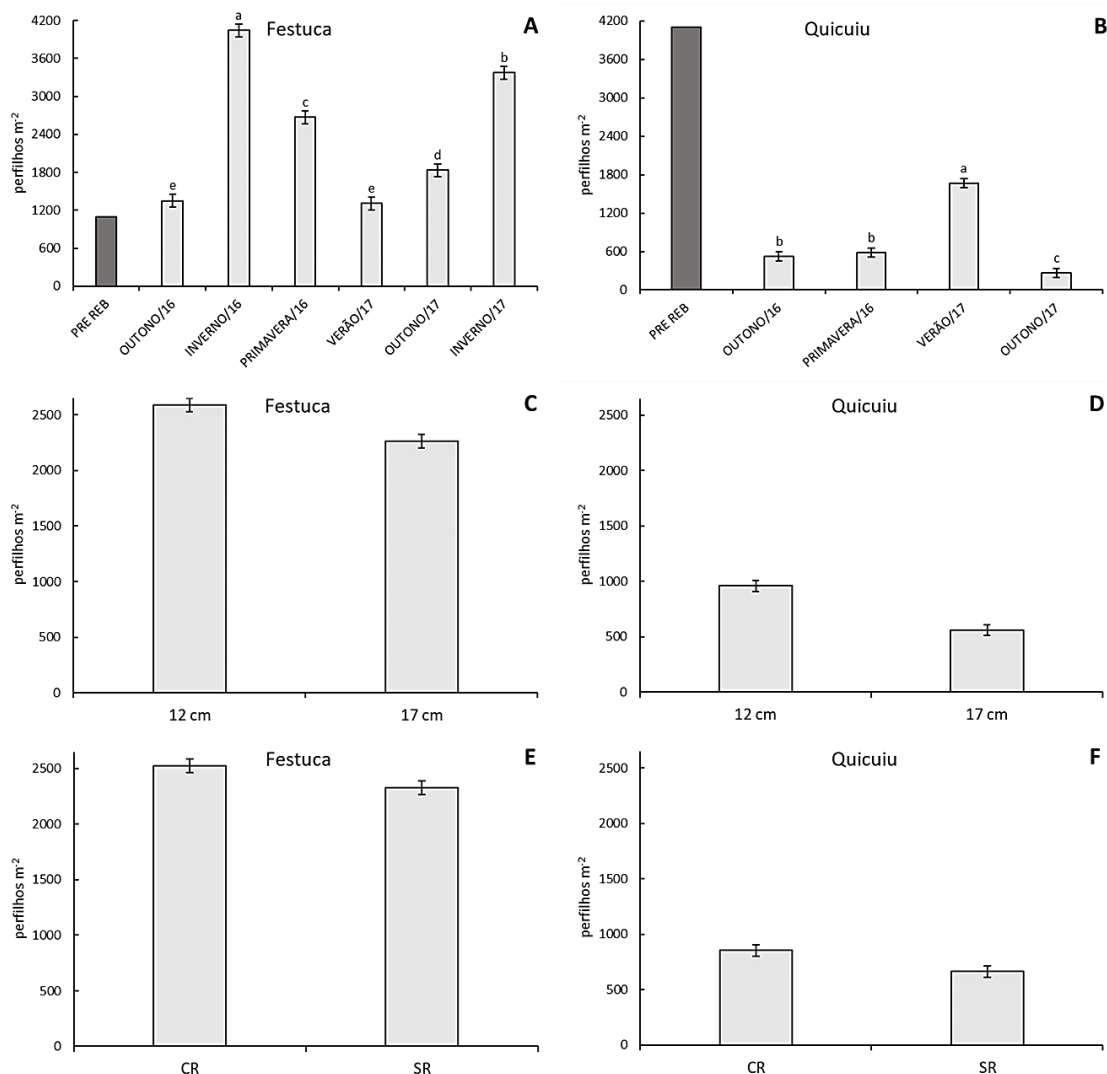 Festuca
A
perfilhos m-2
4200
3600
3000
2400
1800
1200
600
0
e
a
c
e
d
b
PRE REB
OUTONO/16
INVERNO/16
PRIMAVERA/16
VERÃO/17
OUTONO/17
INVERNO/17
Quicuiu
B
perfilhos m-2
4200
3600
3000
2400
1800
1200
600
0
b
b
a
c
PRE REB
OUTONO/16
PRIMAVERA/16
VERÃO/17
OUTONO/17
Festuca
C
perfilhos m-2
2500
2000
1500
1000
500
0
12 cm
17 cm
Quicuiu
D
perfilhos m-2
2500
2000
1500
1000
500
0
12 cm
17 cm
Festuca
E
perfilhos m-2
2500
2000
1500
1000
500
0
CR
SR
Quicuiu
F
perfilhos m-2
2500
2000
1500
1000
500
0
CR
SR